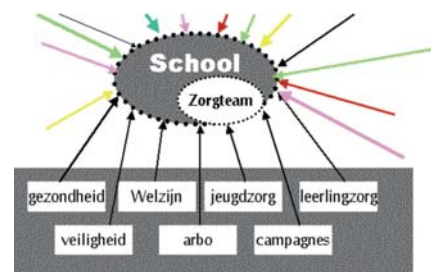 School
Zorgteam
gezondheid Welzijn jeugdzorg leerlingzorg
veiligheid arbo campagnes